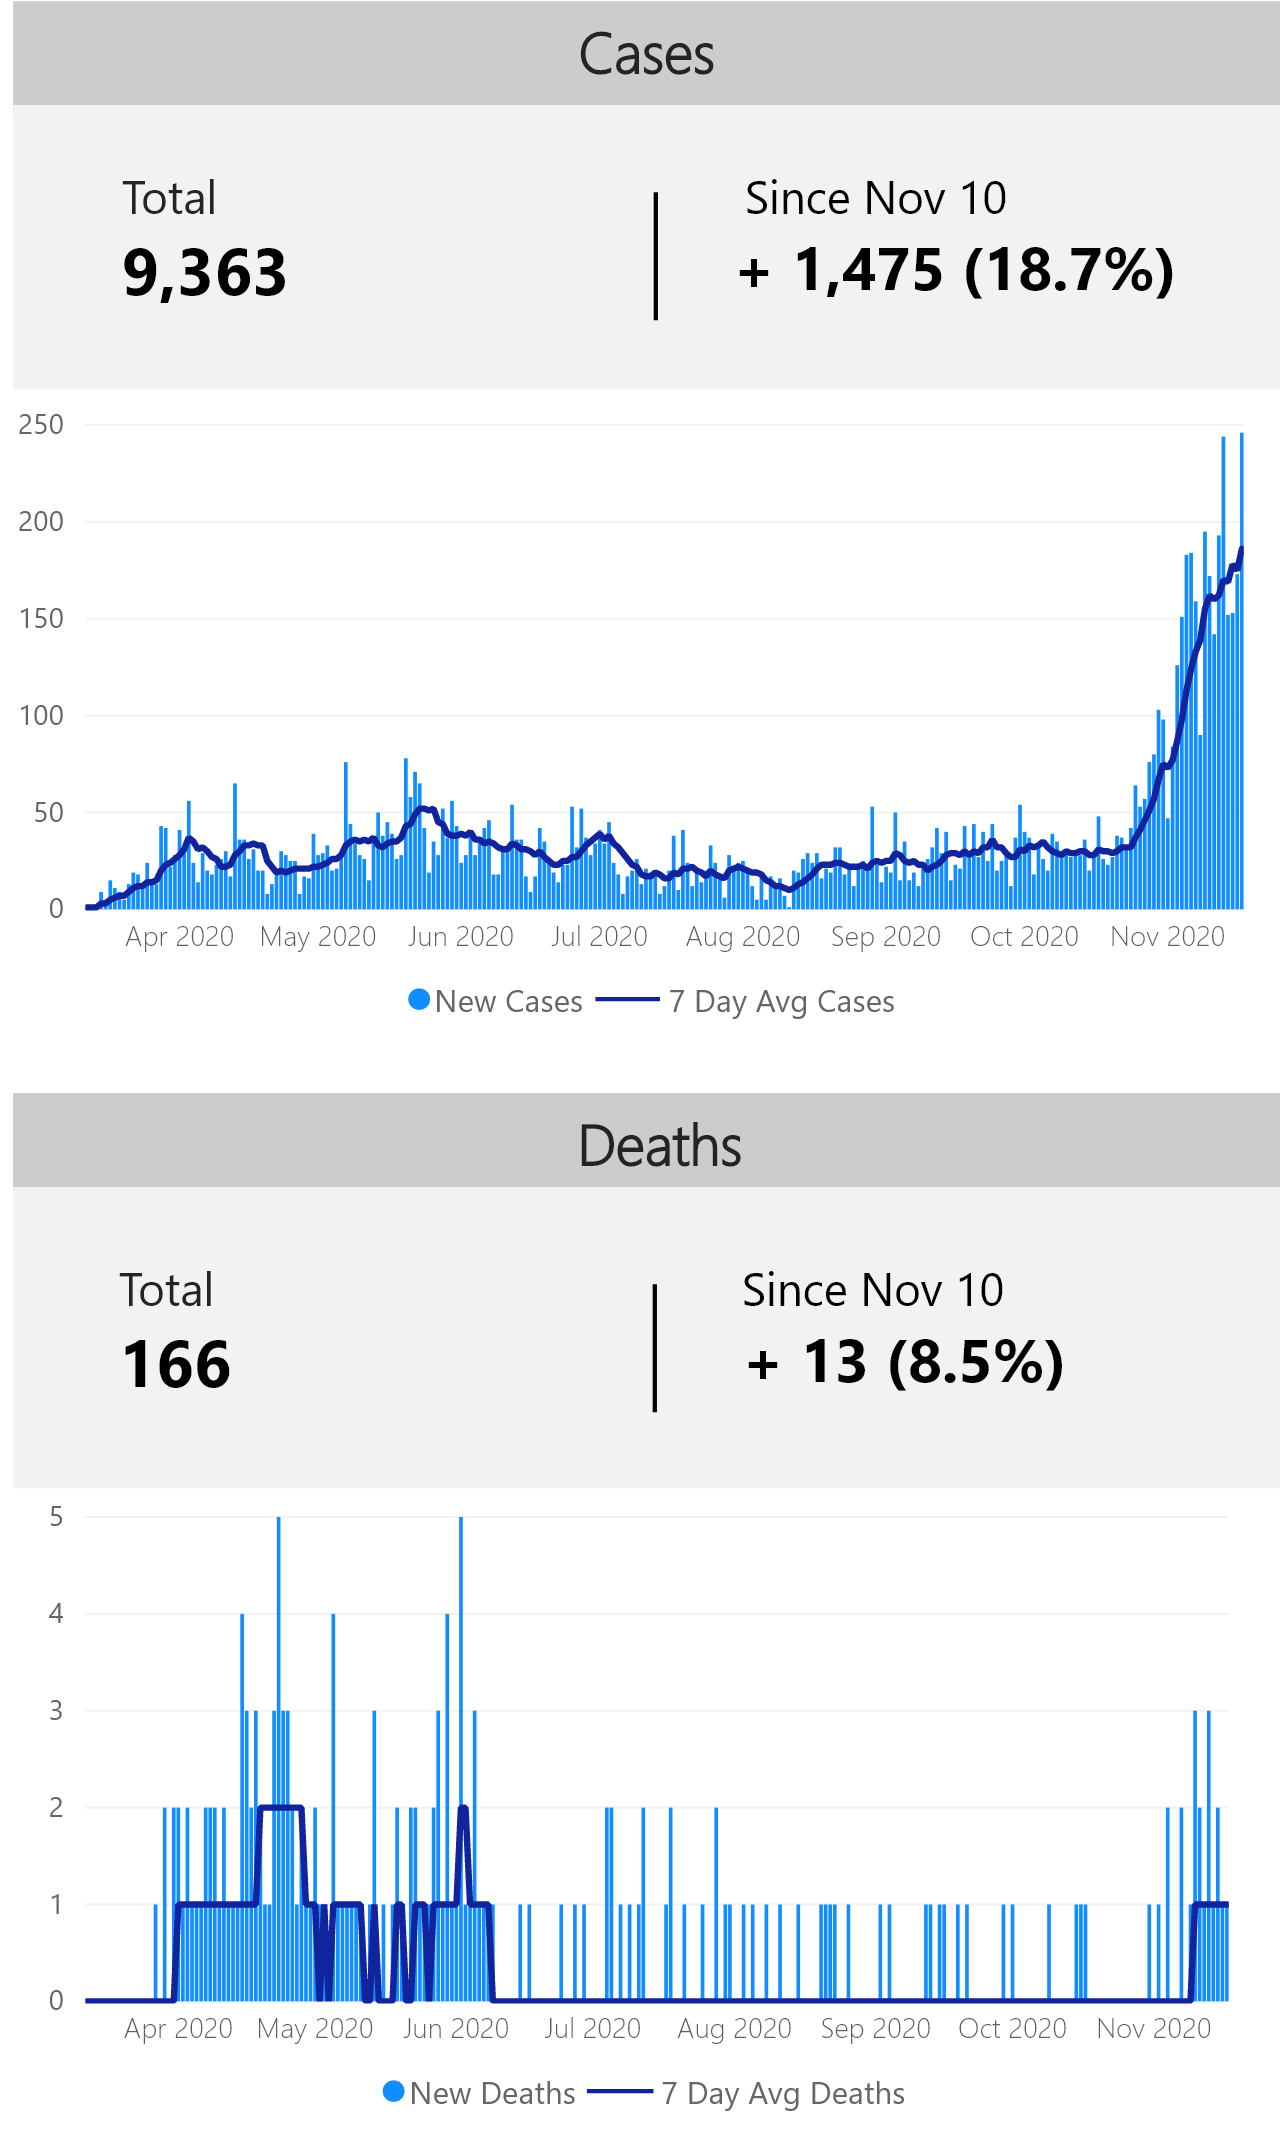 Cases
Total
Since Nov 10
9,363
+ 1,475 (18.7%)
250
200
150
100
50
0
Apr 2020 May 2020 Jun 2020 Jul 2020 Aug 2020 Sep 2020 Oct 2020 Nov 2020
New Cases 7 Day Avg Cases
Deaths
Total
Since Nov 10
166
+ 13 (8.5%)
5
4
3
2
1
0
Apr 2020 May 2020 Jun 2020 Jul 2020 Aug 2020 Sep 2020 Oct 2020 Nov 2020
New Deaths 7 Day Avg Deaths